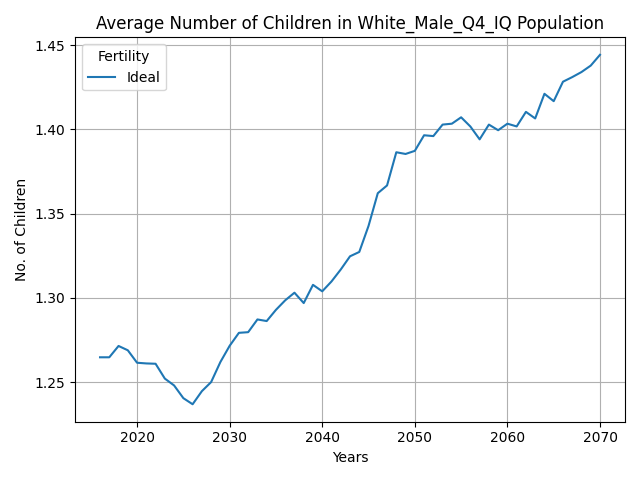 Average Number of Children in White_Male_Q4_IQ Population
Fertility
Ideal
No. of Children
1.45
1.40
1.35
1.30
1.25
2020 2030 2040 2050 2060 2070
Years